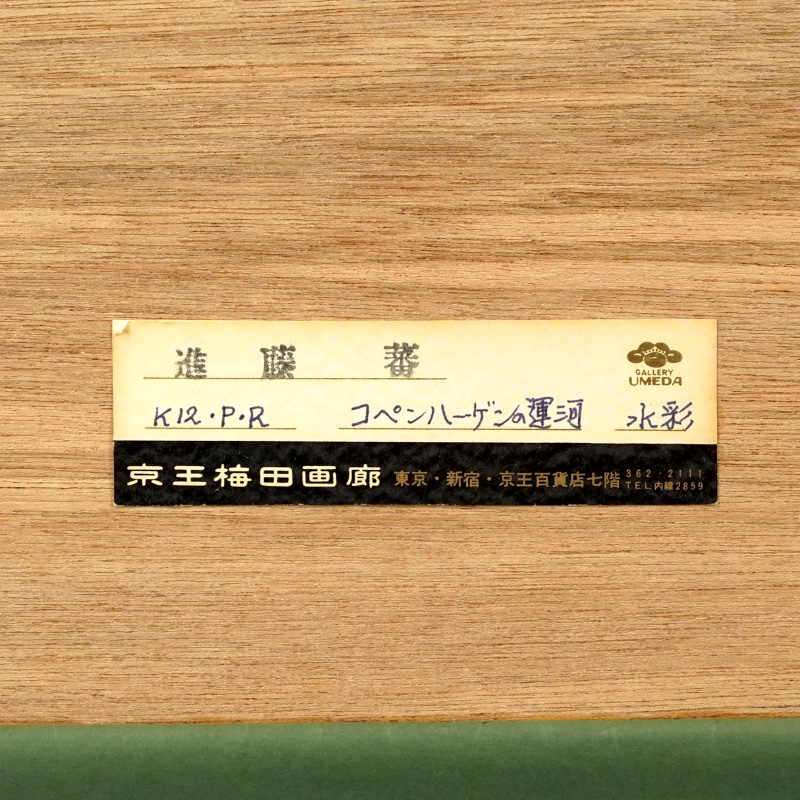 進藤 蕃
GALLERY
UMEDA
K12・P・R コペンハーゲンの運河 水彩
京王梅田画廊 東京・新宿・京王百貨店七階
362-2111
TEL内線2859